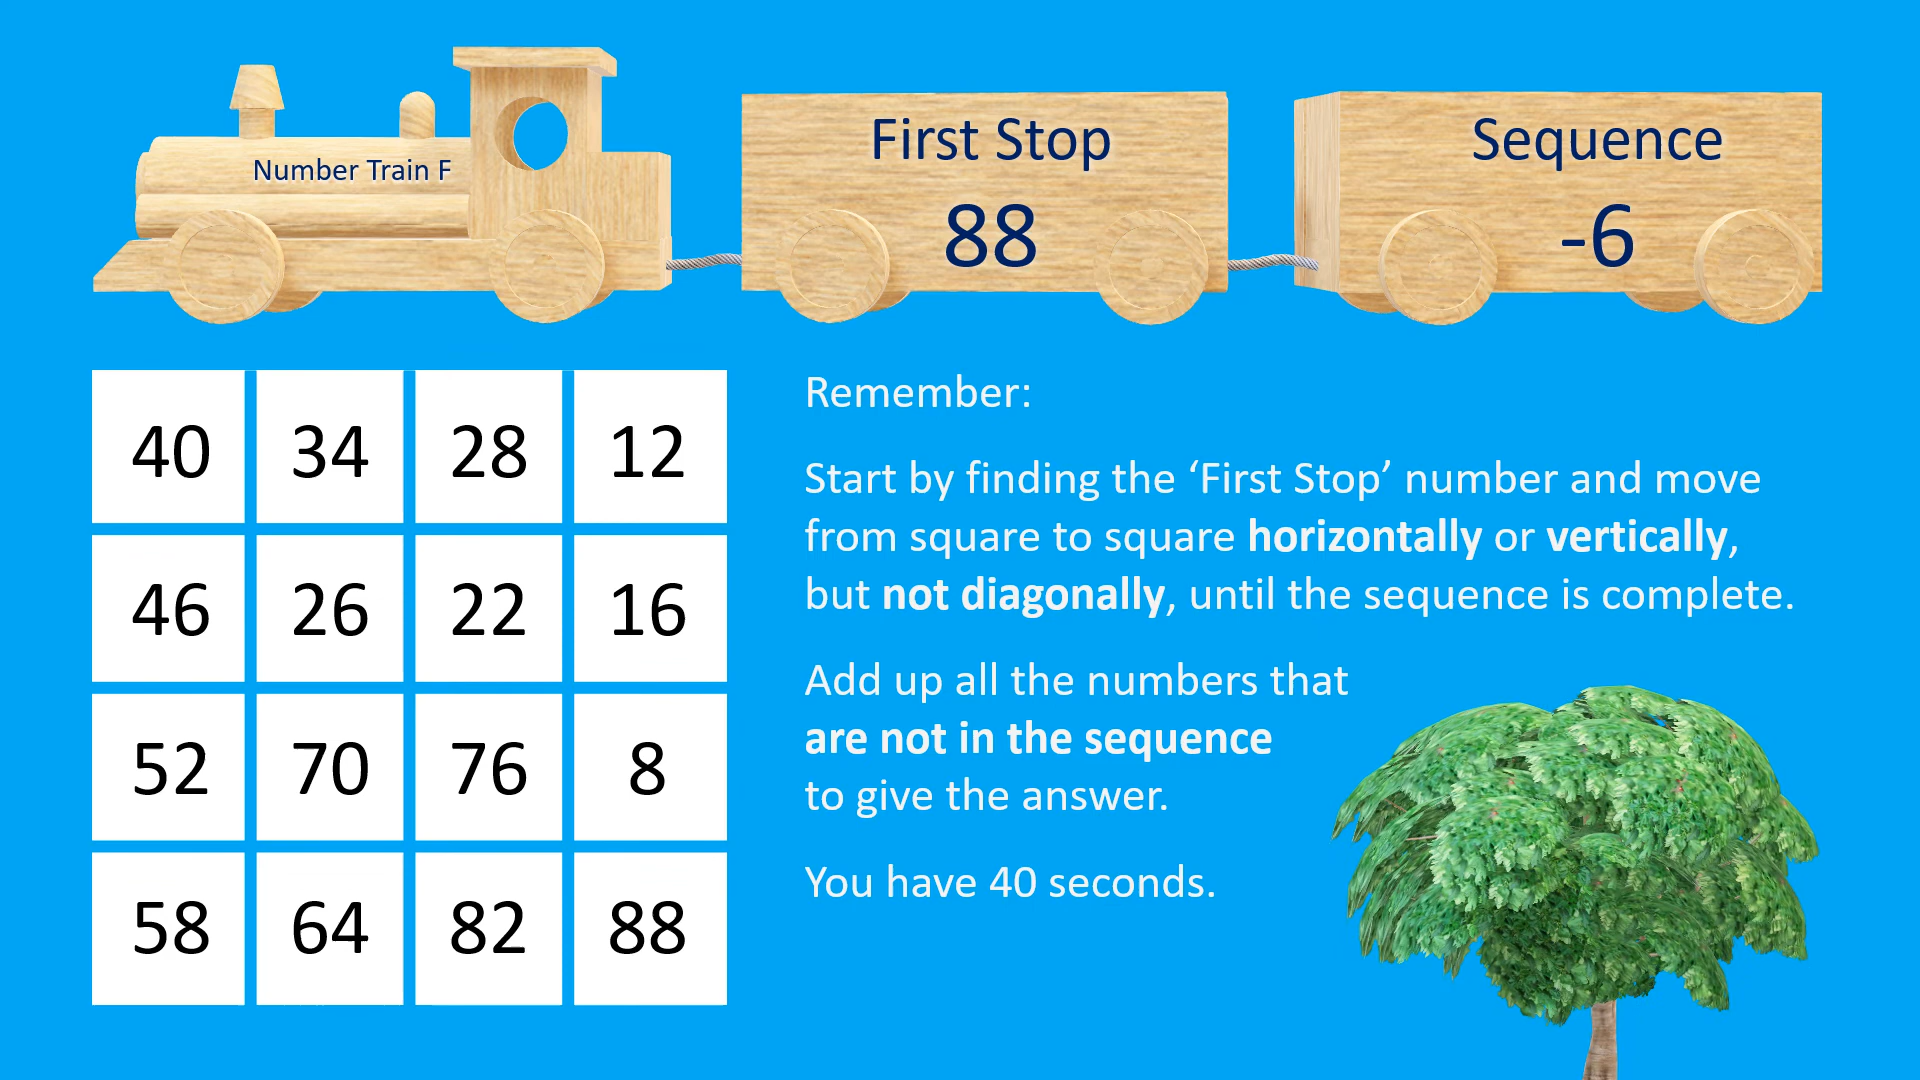 Number Train F
First Stop
88
Sequence
-6
40 34 28 12
46 26 22 16
52 70 76 8
58 64 82 88
Remember:
Start by finding the ‘First Stop’ number and move
from square to square horizontally or vertically,
but not diagonally, until the sequence is complete.
Add up all the numbers that
are not in the sequence
to give the answer.
You have 40 seconds.